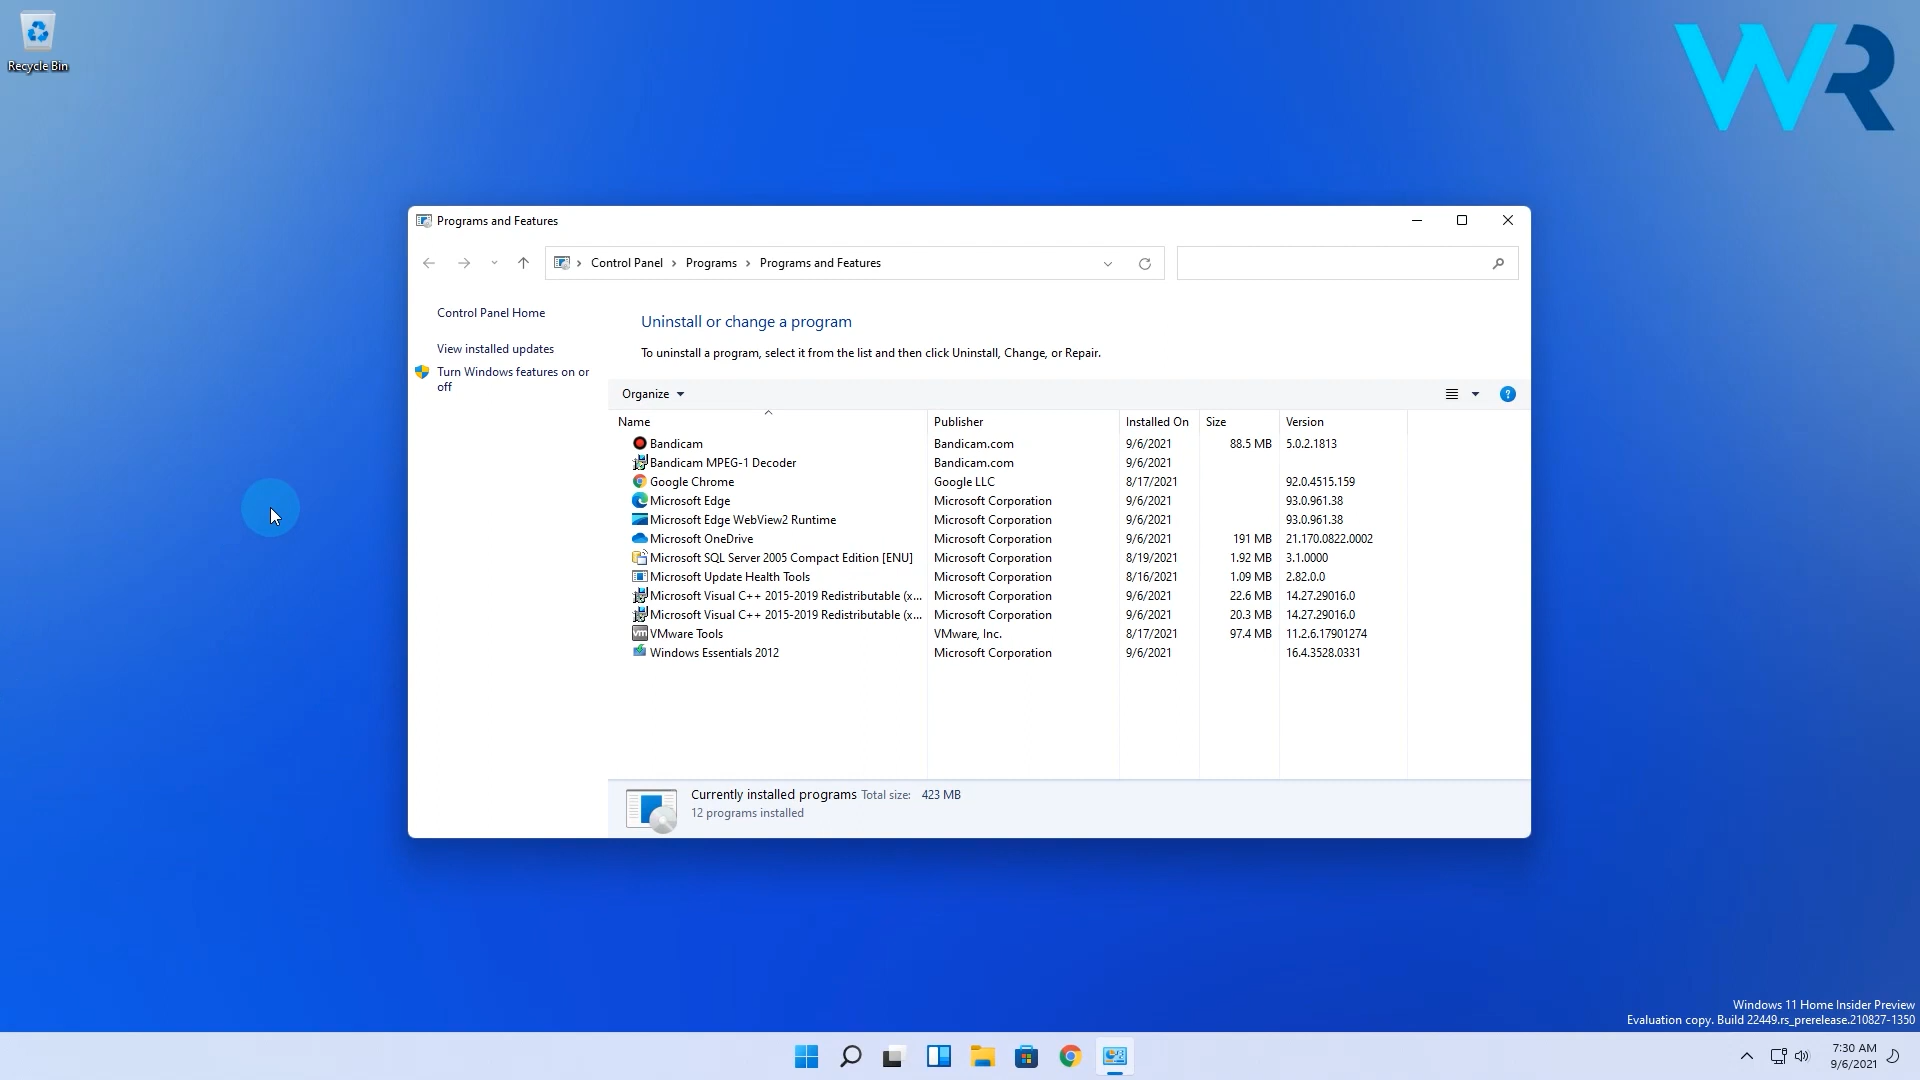 Recycle Bin
WR
Programs and Features
Control Panel > Programs > Programs and Features
Control Panel Home
View installed updates
Turn Windows features on or
off
Uninstall or change a program
To uninstall a program, select it from the list and then click Uninstall, Change, or Repair.
Organize
?
Name Publisher Installed On Size Version
Bandicam Bandicam.com 9/6/2021 88.5 MB 5.0.2.1813
Bandicam MPEG-1 Decoder Bandicam.com 9/6/2021
Google Chrome Google LLC 8/17/2021 92.0.4515.159
Microsoft Edge Microsoft Corporation 9/6/2021 93.0.961.38
Microsoft Edge WebView2 Runtime Microsoft Corporation 9/6/2021 93.0.961.38
Microsoft OneDrive Microsoft Corporation 9/6/2021 191 MB 21.170.0822.0002
Microsoft SQL Server 2005 Compact Edition [ENU] Microsoft Corporation 8/19/2021 1.92 MB 3.1.0000
Microsoft Update Health Tools Microsoft Corporation 8/16/2021 1.09 MB 2.82.0.0
Microsoft Visual C++ 2015-2019 Redistributable (x... Microsoft Corporation 9/6/2021 22.6 MB 14.27.29016.0
Microsoft Visual C++ 2015-2019 Redistributable (x... Microsoft Corporation 9/6/2021 20.3 MB 14.27.29016.0
vm VMware Tools VMware, Inc. 8/17/2021 97.4 MB 11.2.6.17901274
Windows Essentials 2012 Microsoft Corporation 9/6/2021 16.4.3528.0331
Currently installed programs Total size: 423 MB
12 programs installed
Windows 11 Home Insider Preview
Evaluation copy. Build 22449.rs_prerelease.210827-1350
7:30 AM
9/6/2021